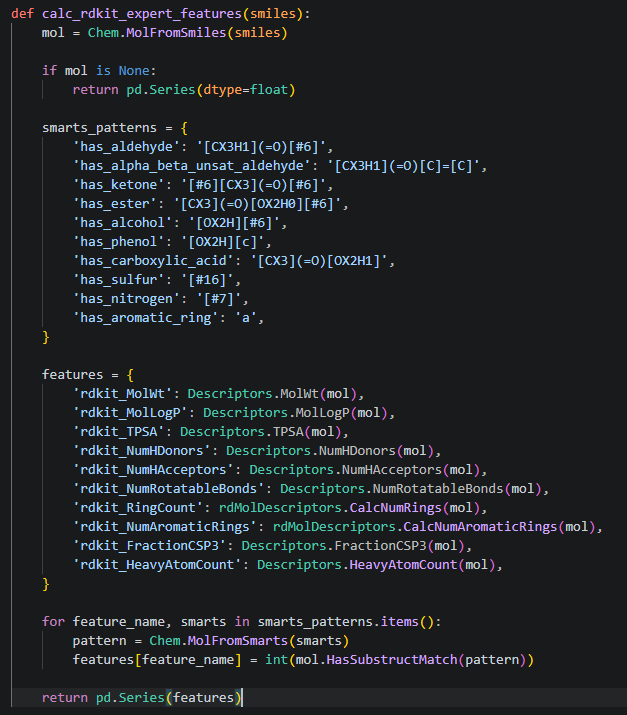 def calc_rdkit_expert_features(smiles):
    mol = Chem.MolFromSmiles(smiles)

    if mol is None:
        return pd.Series(dtype=float)

    smarts_patterns = {
        'has_aldehyde': '[CX3H1](=O)[#6]',
        'has_alpha_beta_unsat_aldehyde': '[CX3H1](=O)[C]=[C]',
        'has_ketone': '[#6][CX3](=O)[#6]',
        'has_ester': '[CX3](=O)[OX2H0][#6]',
        'has_alcohol': '[OX2H][#6]',
        'has_phenol': '[OX2H][c]',
        'has_carboxylic_acid': '[CX3](=O)[OX2H1]',
        'has_sulfur': '[#16]',
        'has_nitrogen': '[#7]',
        'has_aromatic_ring': 'a',
    }

    features = {
        'rdkit_MolWt': Descriptors.MolWt(mol),
        'rdkit_MolLogP': Descriptors.MolLogP(mol),
        'rdkit_TPSA': Descriptors.TPSA(mol),
        'rdkit_NumHDonors': Descriptors.NumHDonors(mol),
        'rdkit_NumHAcceptors': Descriptors.NumHAcceptors(mol),
        'rdkit_NumRotatableBonds': Descriptors.NumRotatableBonds(mol),
        'rdkit_RingCount': rdMolDescriptors.CalcNumRings(mol),
        'rdkit_NumAromaticRings': rdMolDescriptors.CalcNumAromaticRings(mol),
        'rdkit_FractionCSP3': Descriptors.FractionCSP3(mol),
        'rdkit_HeavyAtomCount': Descriptors.HeavyAtomCount(mol),
    }

    for feature_name, smarts in smarts_patterns.items():
        pattern = Chem.MolFromSmarts(smarts)
        features[feature_name] = int(mol.HasSubstructMatch(pattern))

    return pd.Series(features)